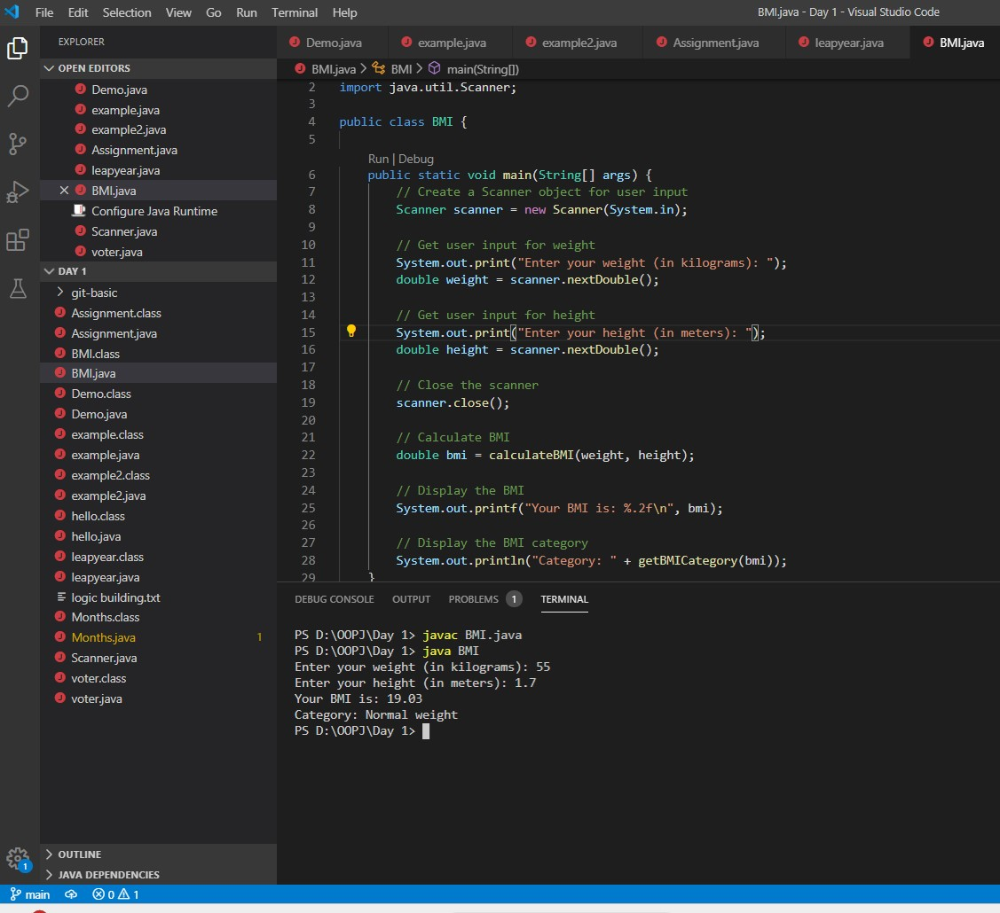 File Edit Selection View Go Run Terminal Help
BMI.java - Day 1 - Visual Studio Code
EXPLORER
OPEN EDITORS
Demo.java
example.java
example2.java
Assignment.java
leapyear.java
BMI.java
Configure Java Runtime
Scanner.java
voter.java
DAY 1
git-basic
Assignment.class
Assignment.java
BMI.class
BMI.java
Demo.class
Demo.java
example.class
example.java
example2.class
example2.java
hello.class
hello.java
leapyear.class
leapyear.java
logic building.txt
Months.class
Months.java 1
Scanner.java
voter.class
voter.java
OUTLINE
JAVA DEPENDENCIES
Demo.java example.java example2.java Assignment.java leapyear.java BMI.java
BMI.java > BMI > main(String[])
2 import java.util.Scanner;
3
4 public class BMI {
5
Run | Debug
6 public static void main(String[] args) {
7 // Create a Scanner object for user input
8 Scanner scanner = new Scanner(System.in);
9
10 // Get user input for weight
11 System.out.print("Enter your weight (in kilograms): ");
12 double weight = scanner.nextDouble();
13
14 // Get user input for height
15 System.out.print("Enter your height (in meters): ");
16 double height = scanner.nextDouble();
17
18 // Close the scanner
19 scanner.close();
20
21 // Calculate BMI
22 double bmi = calculateBMI(weight, height);
23
24 // Display the BMI
25 System.out.printf("Your BMI is: %.2f\n", bmi);
26
27 // Display the BMI category
28 System.out.println("Category: " + getBMICategory(bmi));
29 }
DEBUG CONSOLE OUTPUT PROBLEMS 1 TERMINAL
PS D:\OOPJ\Day 1> javac BMI.java
PS D:\OOPJ\Day 1> java BMI
Enter your weight (in kilograms): 55
Enter your height (in meters): 1.7
Your BMI is: 19.03
Category: Normal weight
PS D:\OOPJ\Day 1>
1
main 0 1